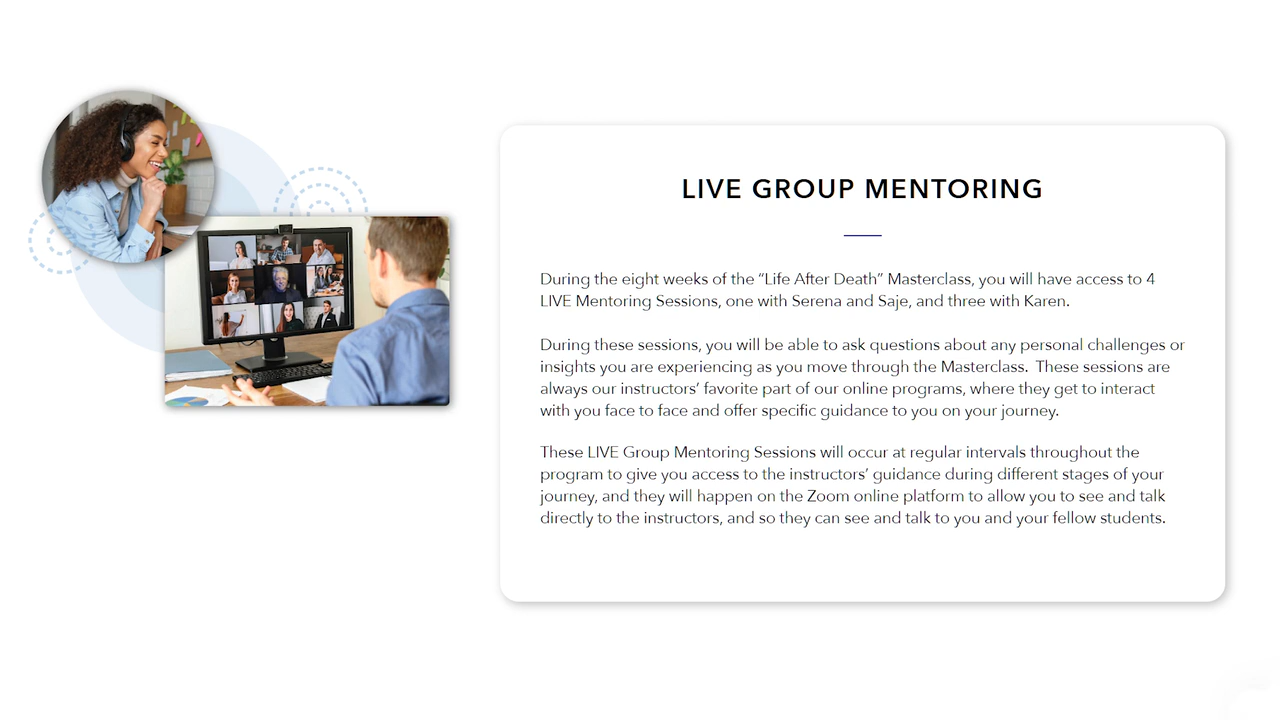 LIVE GROUP MENTORING
During the eight weeks of the “Life After Death” Masterclass, you will have access to 4
LIVE Mentoring Sessions, one with Serena and Saje, and three with Karen.
During these sessions, you will be able to ask questions about any personal challenges or
insights you are experiencing as you move through the Masterclass.  These sessions are
always our instructors’ favorite part of our online programs, where they get to interact
with you face to face and offer specific guidance to you on your journey.
These LIVE Group Mentoring Sessions will occur at regular intervals throughout the
program to give you access to the instructors’ guidance during different stages of your
journey, and they will happen on the Zoom online platform to allow you to see and talk
directly to the instructors, and so they can see and talk to you and your fellow students.